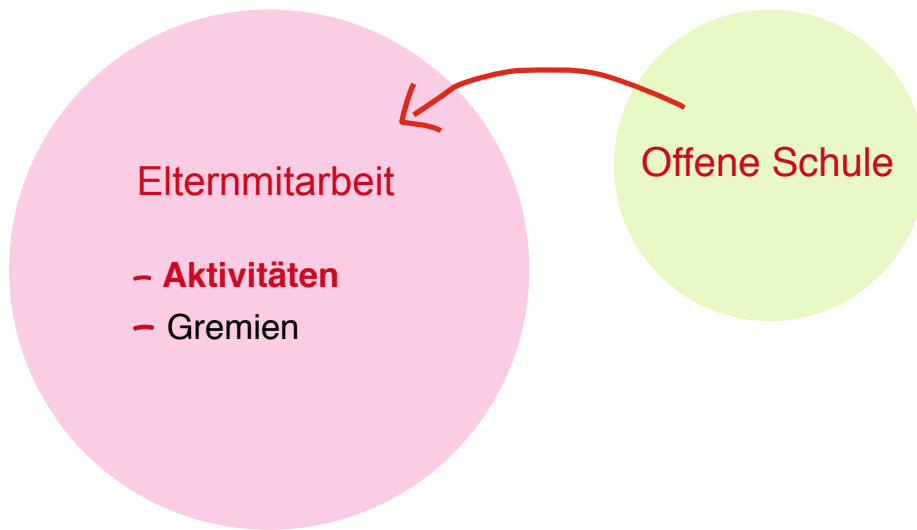 Elternmitarbeit
- Aktivitäten
- Gremien
Offene Schule